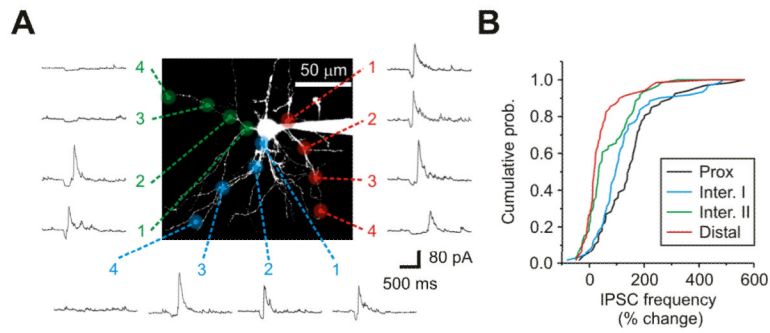 A
B
4
3
2
1
50 μm
1
2
3
4
4
3
2
1
80 pA
500 ms
Cumulative prob.
1.0
0.8
0.6
0.4
0.2
0.0
Prox
Inter. I
Inter. II
Distal
0 200 400 600
IPSC frequency
(% change)